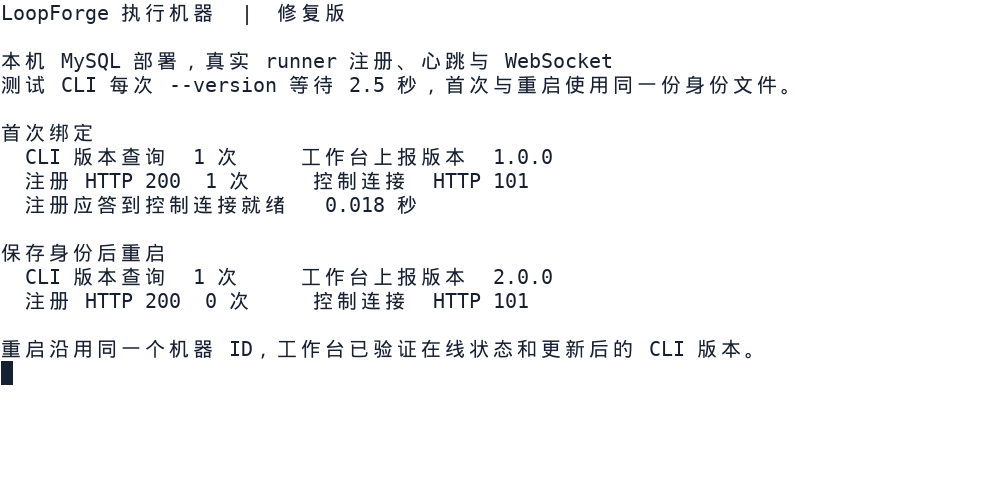 LoopForge 执行机器 | 修复版
本机 MySQL 部署，真实 runner 注册、心跳与 WebSocket
测试 CLI 每次 --version 等待 2.5 秒，首次与重启使用同一份身份文件。
首次绑定
CLI 版本查询 1 次 工作台上报版本 1.0.0
注册 HTTP 200 1 次 控制连接 HTTP 101
注册应答到控制连接就绪 0.018 秒
保存身份后重启
CLI 版本查询 1 次 工作台上报版本 2.0.0
注册 HTTP 200 0 次 控制连接 HTTP 101
重启沿用同一个机器 ID，工作台已验证在线状态和更新后的 CLI 版本。